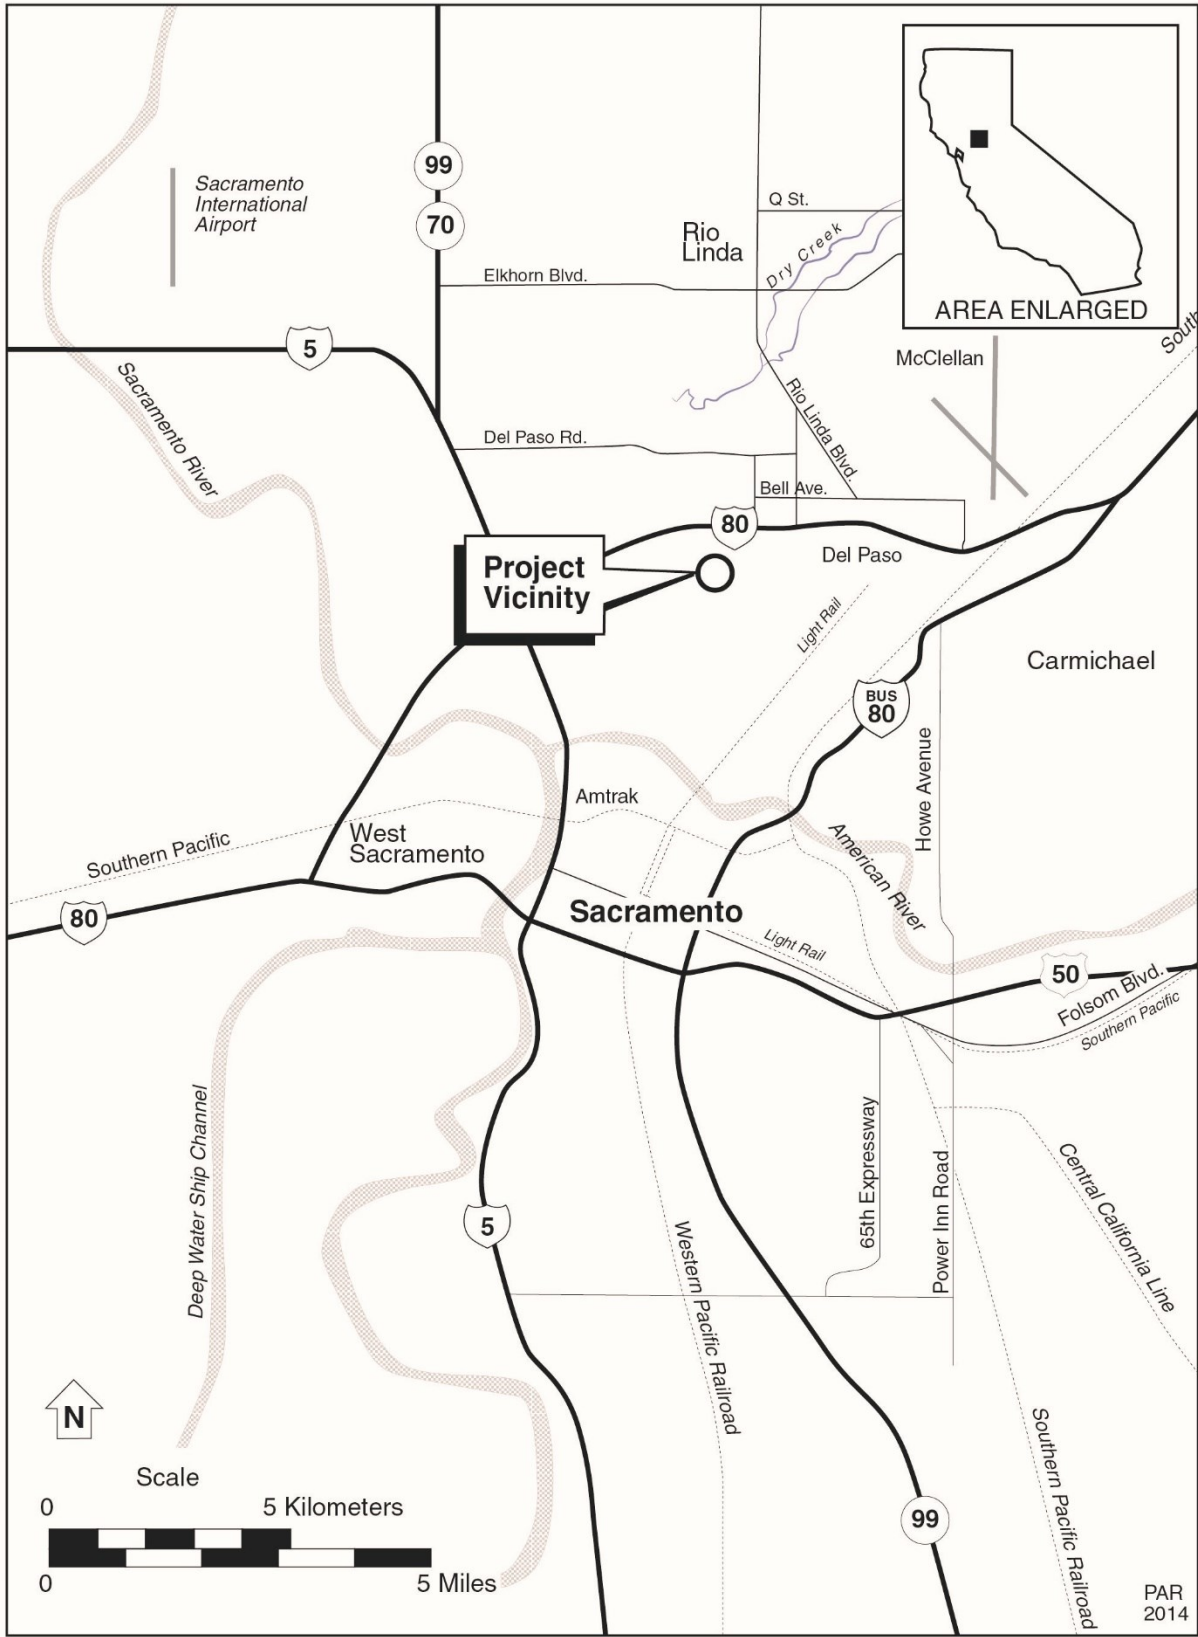 99
Sacramento
International
Airport
70
Q St.
Rio
Linda
Dry Creek
Elkhorn Blvd.
AREA ENLARGED
5
South
McClellan
Sacramento River
Rio Linda Blvd.
Del Paso Rd.
Bell Ave.
80
Project
Vicinity
Del Paso
Light Rail
Carmichael
BUS
80
Howe Avenue
Amtrak
West
Sacramento
Southern Pacific
American River
80
Sacramento
Light Rail
50
Folsom Blvd.
Southern Pacific
Deep Water Ship Channel
65th Expressway
Power Inn Road
Central California Line
5
Western Pacific Railroad
N
Southern Pacific Railroad
Scale
0 5 Kilometers
0 5 Miles
99
PAR
2014